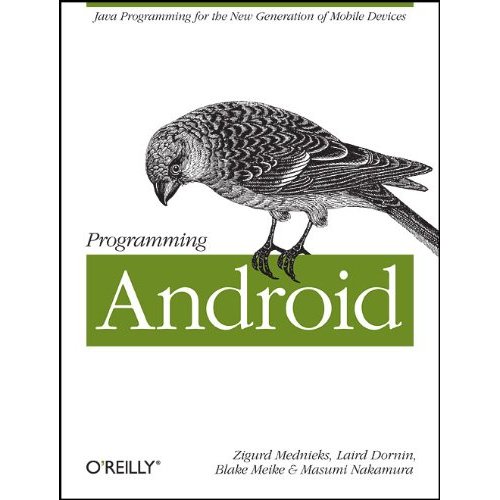 Java Programming for the New Generation of Mobile Devices
Programming
Android
Zigurd Mednieks, Laird Dornin,
Blake Meike & Masumi Nakamura
O'REILLY®